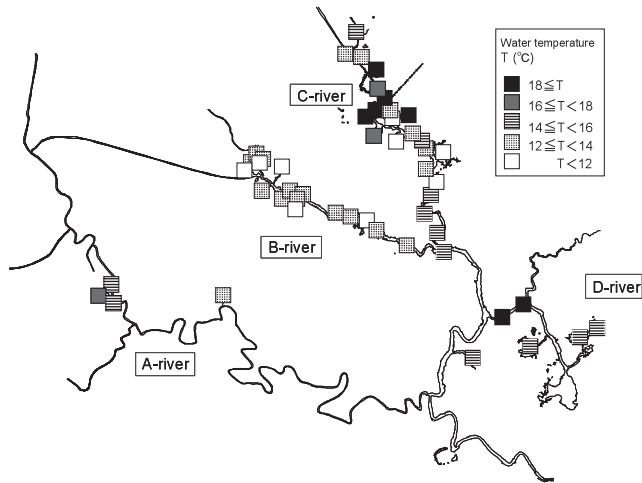 Water temperature
T (℃)
18≦T
16≦T<18
14≦T<16
12≦T<14
T<12
C-river
B-river
D-river
A-river